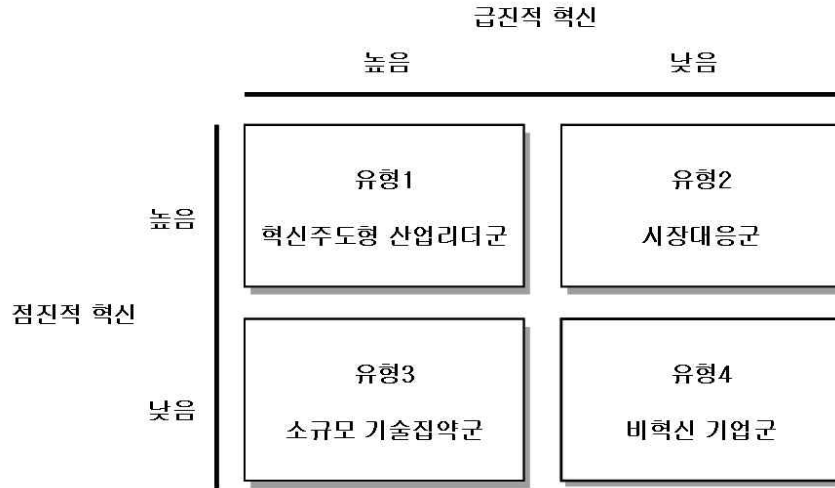 급진적 혁신
높음 낮음
유형1 유형2
높음
혁신주도형 산업리더군 시장대응군
점진적 혁신
유형3 유형4
낮음
소규모 기술집약군 비혁신 기업군